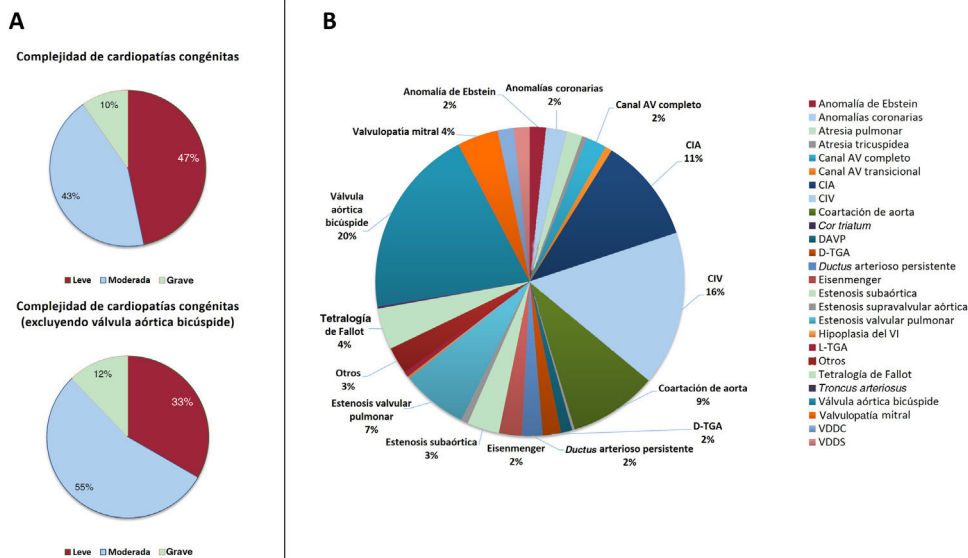 A
Complejidad de cardiopatías congénitas
10%
47%
43%
Leve Moderada Grave
Complejidad de cardiopatías congénitas
(excluyendo válvula aórtica bicúspide)
12%
33%
55%
Leve Moderada Grave
B
Anomalía de Ebstein
2%
Anomalías coronarias
2%
Canal AV completo
2%
CIA
11%
CIV
16%
Coartación de aorta
9%
D-TGA
2%
Ductus arterioso persistente
2%
Eisenmenger
2%
Estenosis subaórtica
3%
Estenosis valvular
pulmonar
7%
Otros
3%
Tetralogía
de Fallot
4%
Válvula
aórtica
bicúspide
20%
Valvulopatia mitral 4%
Anomalía de Ebstein
Anomalías coronarias
Atresia pulmonar
Atresia tricuspídea
Canal AV completo
Canal AV transicional
CIA
CIV
Coartación de aorta
Cor triatum
DAVP
D-TGA
Ductus arterioso persistente
Eisenmenger
Estenosis subaórtica
Estenosis supravalvular aórtica
Estenosis valvular pulmonar
Hipoplasia del VI
L-TGA
Otros
Tetralogía de Fallot
Troncus arteriosus
Válvula aórtica bicúspide
Valvulopatía mitral
VDDC
VDDS